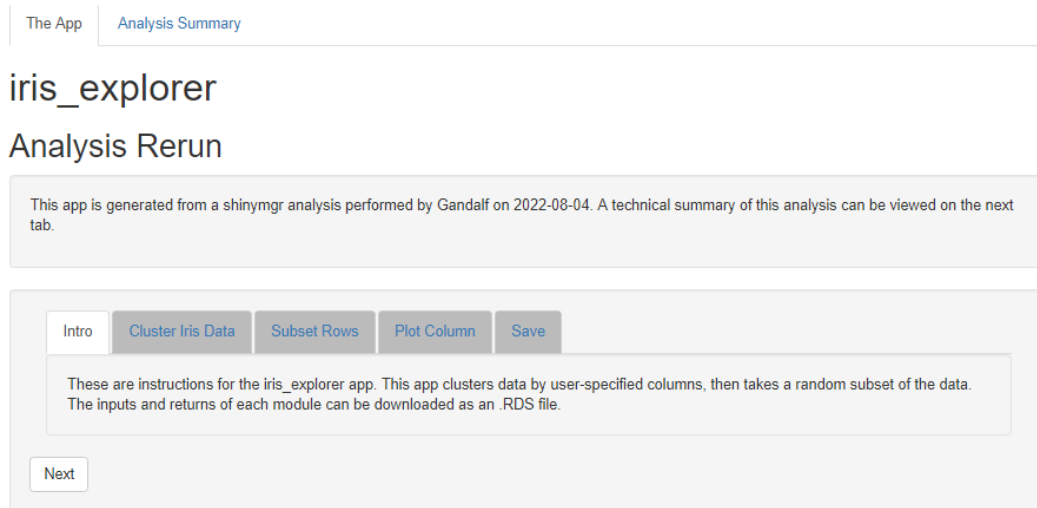 The App Analysis Summary
iris_explorer
Analysis Rerun
This app is generated from a shinymgr analysis performed by Gandalf on 2022-08-04. A technical summary of this analysis can be viewed on the next
tab.
Intro Cluster Iris Data Subset Rows Plot Column Save
These are instructions for the iris_explorer app. This app clusters data by user-specified columns, then takes a random subset of the data.
The inputs and returns of each module can be downloaded as an .RDS file.
Next